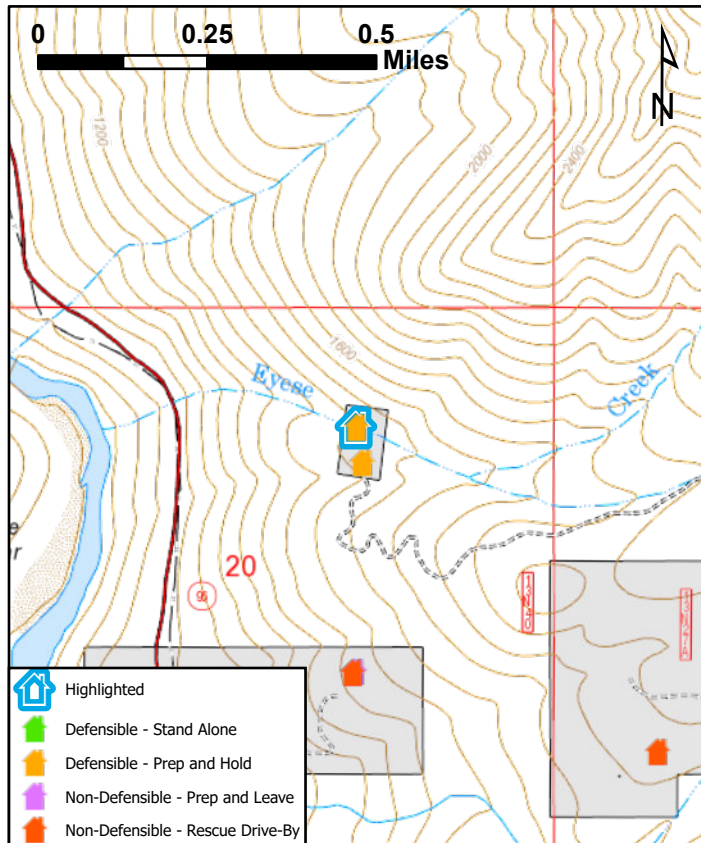 0 0.25 0.5
Miles
N
1200
2000
2400
1600
Eyese
Creek
20
96
Highlighted
Defensible - Stand Alone
Defensible - Prep and Hold
Non-Defensible - Prep and Leave
Non-Defensible - Rescue Drive-By